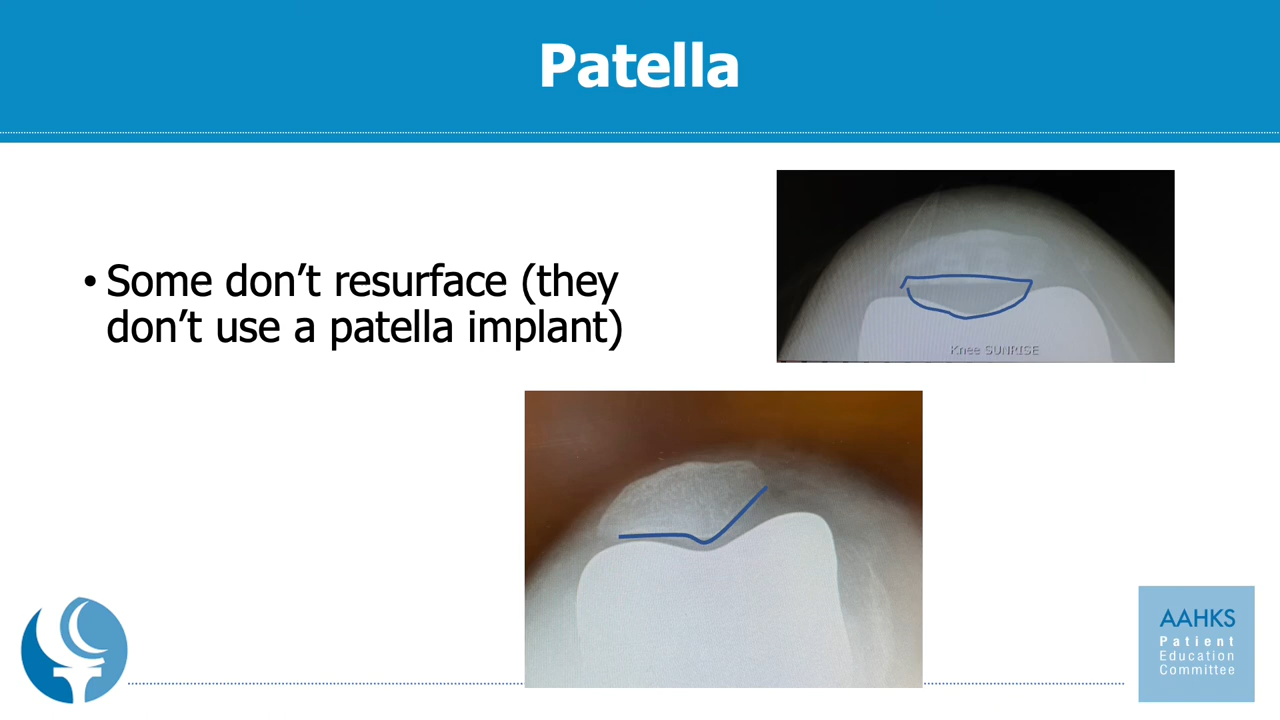 Patella
• Some don’t resurface (they
don’t use a patella implant)
Knee SUNRISE
AAHKS
Patient
Education
Committee